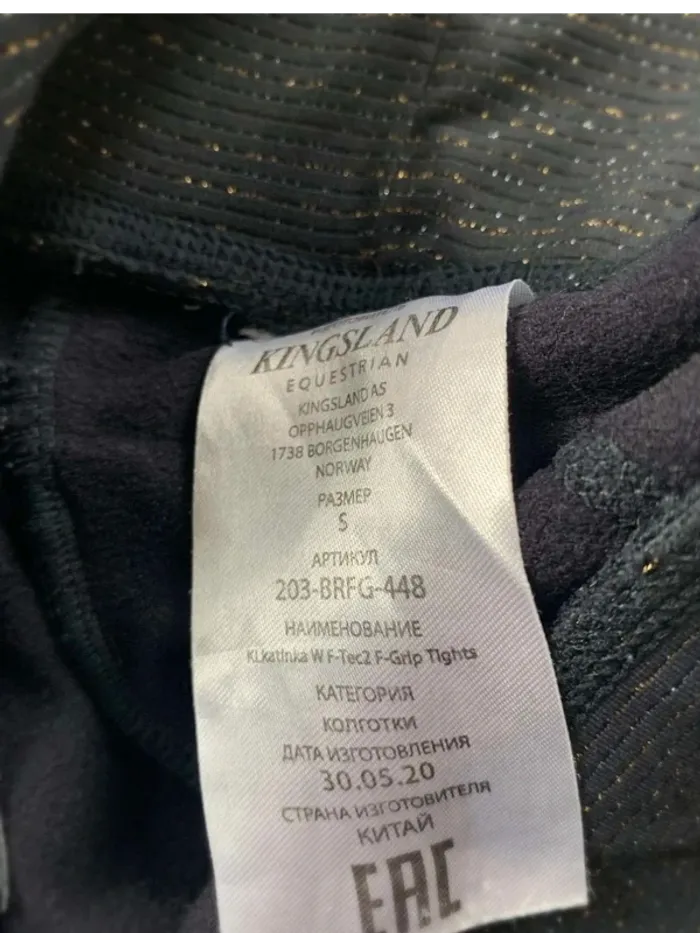 KINGSLAND
EQUESTRIAN
KINGSLAND AS
OPPHAUGVEIEN 3
1738 BORGENHAUGEN
NORWAY
РАЗМЕР
S
АРТИКУЛ
203-BRFG-448
НАИМЕНОВАНИЕ
KLkatinka W F-Tec2 F-Grip Tights
КАТЕГОРИЯ
КОЛГОТКИ
ДАТА ИЗГОТОВЛЕНИЯ
30.05.20
СТРАНА ИЗГОТОВИТЕЛЯ
КИТАЙ
EAC